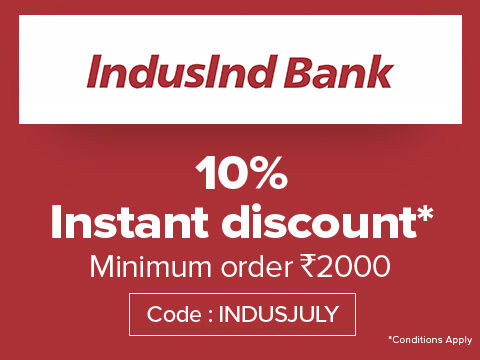 IndusInd Bank
10%
Instant discount*
Minimum order ₹2000
Code : INDUSJULY
*Conditions Apply